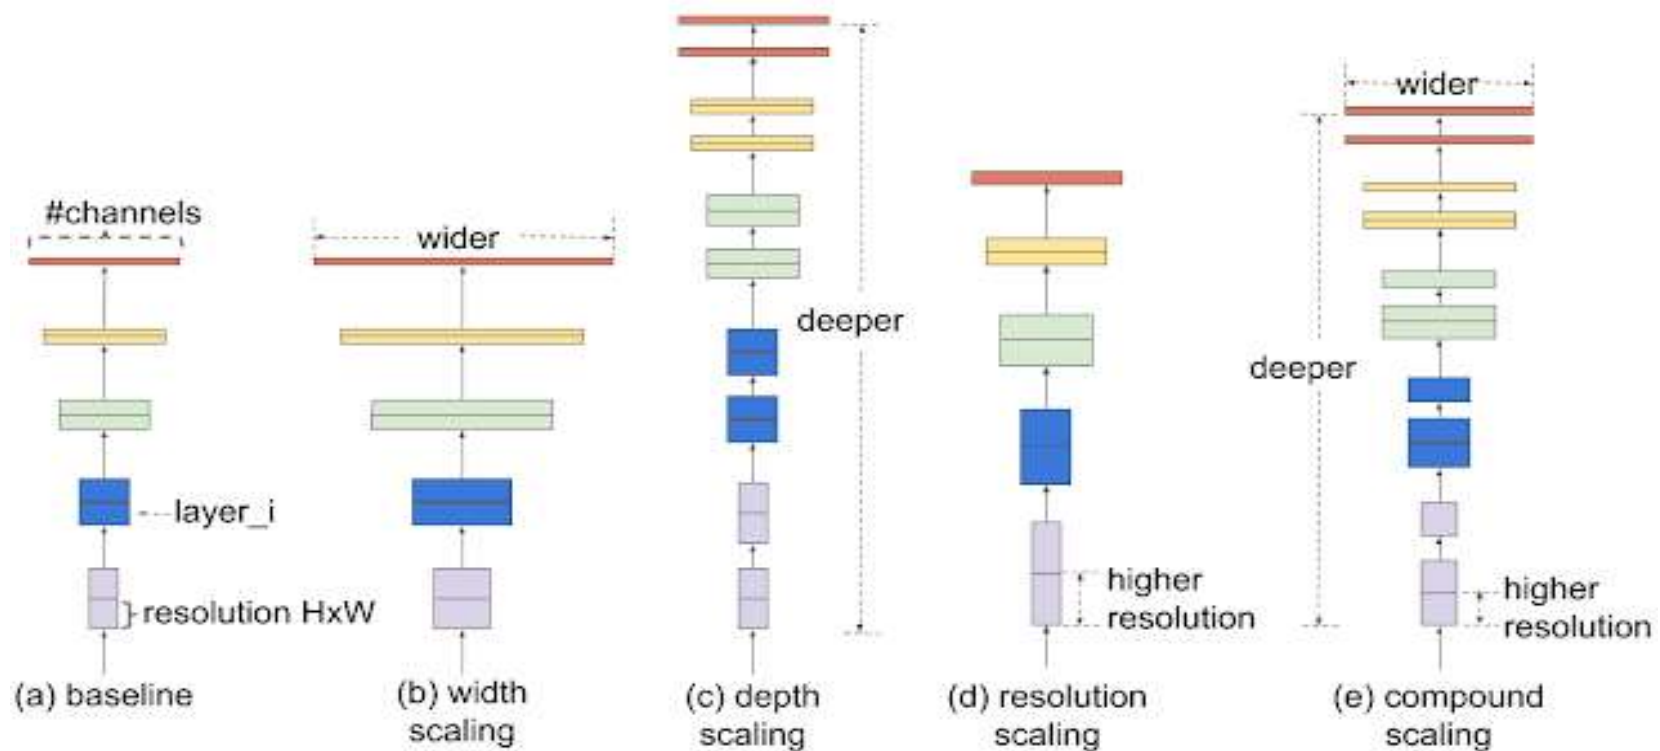 #channels
wider
deeper
wider
deeper
layer_i
resolution HxW
higher
resolution
higher
resolution
(a) baseline
(b) width
scaling
(c) depth
scaling
(d) resolution
scaling
(e) compound
scaling